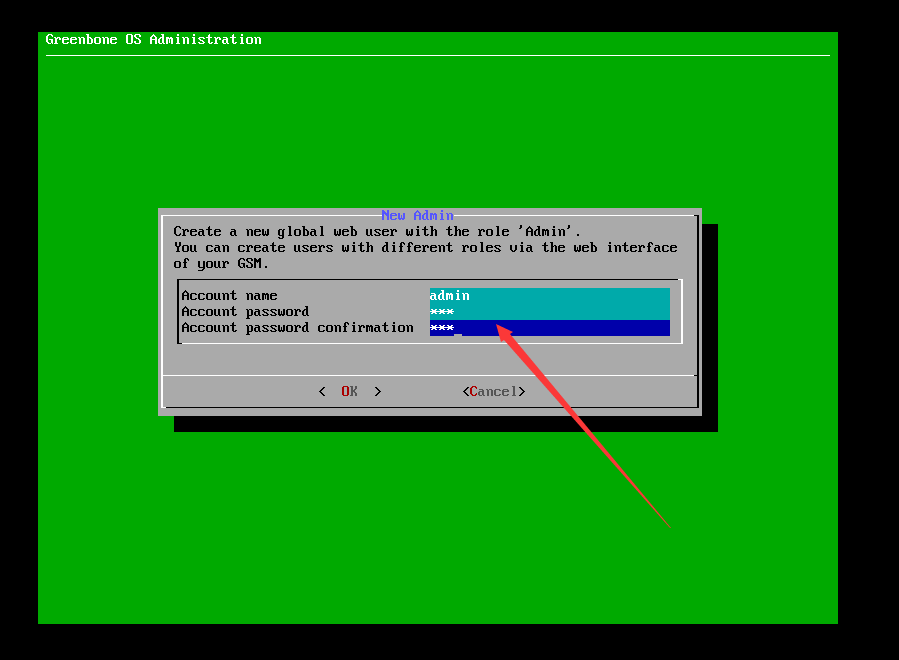 Greenbone OS Administration
New Admin
Create a new global web user with the role 'Admin'.
You can create users with different roles via the web interface
of your GSM.
Account name admin
Account password ***
Account password confirmation ***_
< OK > <Cancel>